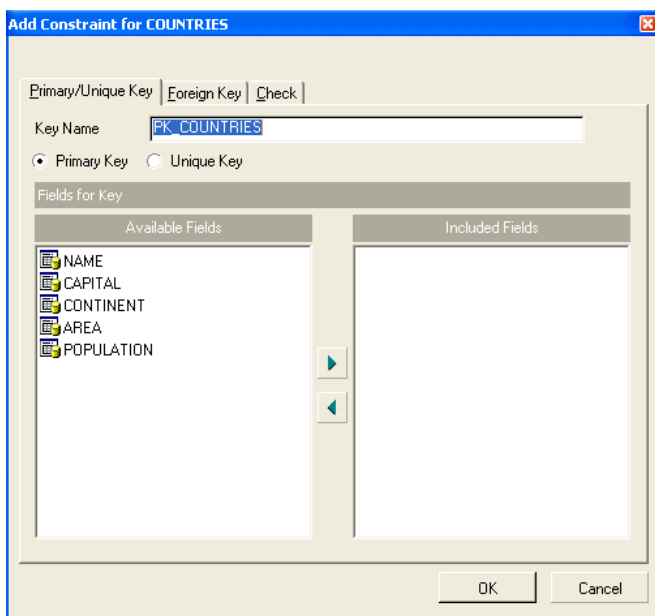 Add Constraint for COUNTRIES
Primary/Unique Key Foreign Key Check
Key Name PK_COUNTRIES
Primary Key Unique Key
Fields for Key
Available Fields Included Fields
NAME
CAPITAL
CONTINENT
AREA
POPULATION
OK Cancel